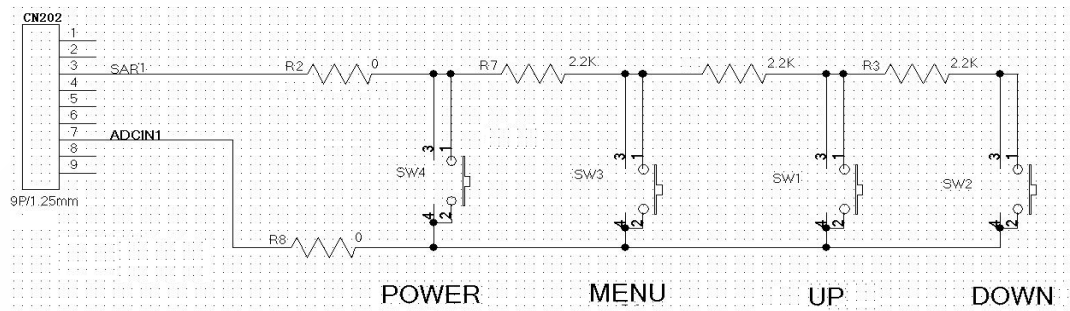 CN202
1
2
3
4
5
6
7
8
9
SAR1
ADCIN1
9P/1.25mm
R2 0
R7 2.2K
2.2K
R3 2.2K
3 1
SW4
4 2
3 1
SW3
4 2
3 1
SW1
4 2
3 1
SW2
4 2
R8 0
POWER MENU UP DOWN